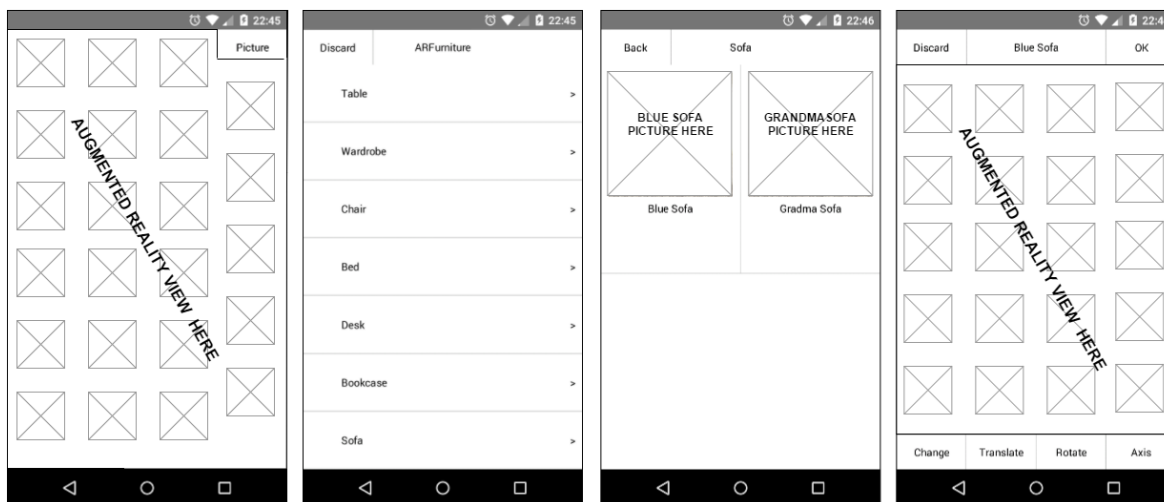 22:45
Picture
AUGMENTED REALITY VIEW HERE
22:45
Discard
ARFurniture
Table >
Wardrobe >
Chair >
Bed >
Desk >
Bookcase >
Sofa >
22:46
Back
Sofa
BLUE SOFA
PICTURE HERE
GRANDMASOFA
PICTURE HERE
Blue Sofa
Gradma Sofa
Discard
Blue Sofa
OK
AUGMENTED REALITY VIEW HERE
Change
Translate
Rotate
Axis